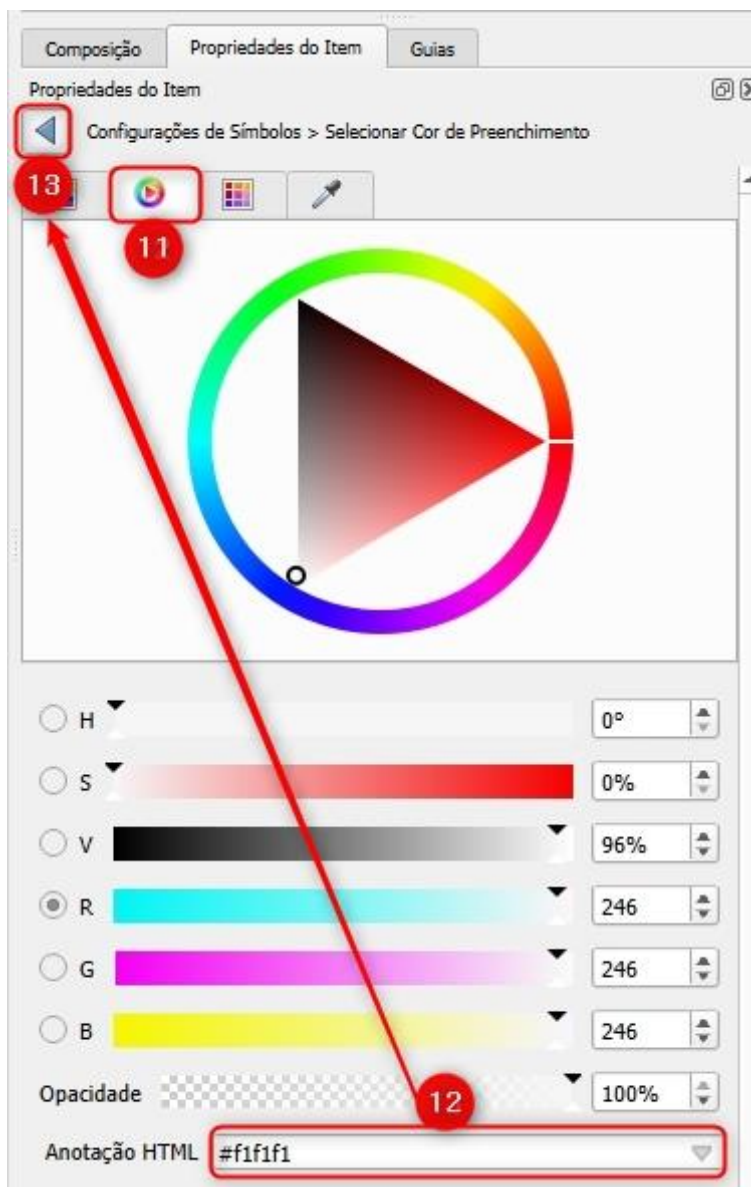 Composição Propriedades do Item Guias
Propriedades do Item
Configurações de Símbolos > Selecionar Cor de Preenchimento
13
11
H 0°
S 0%
V 96%
R 246
G 246
B 246
Opacidade 100%
12
Anotação HTML #f1f1f1